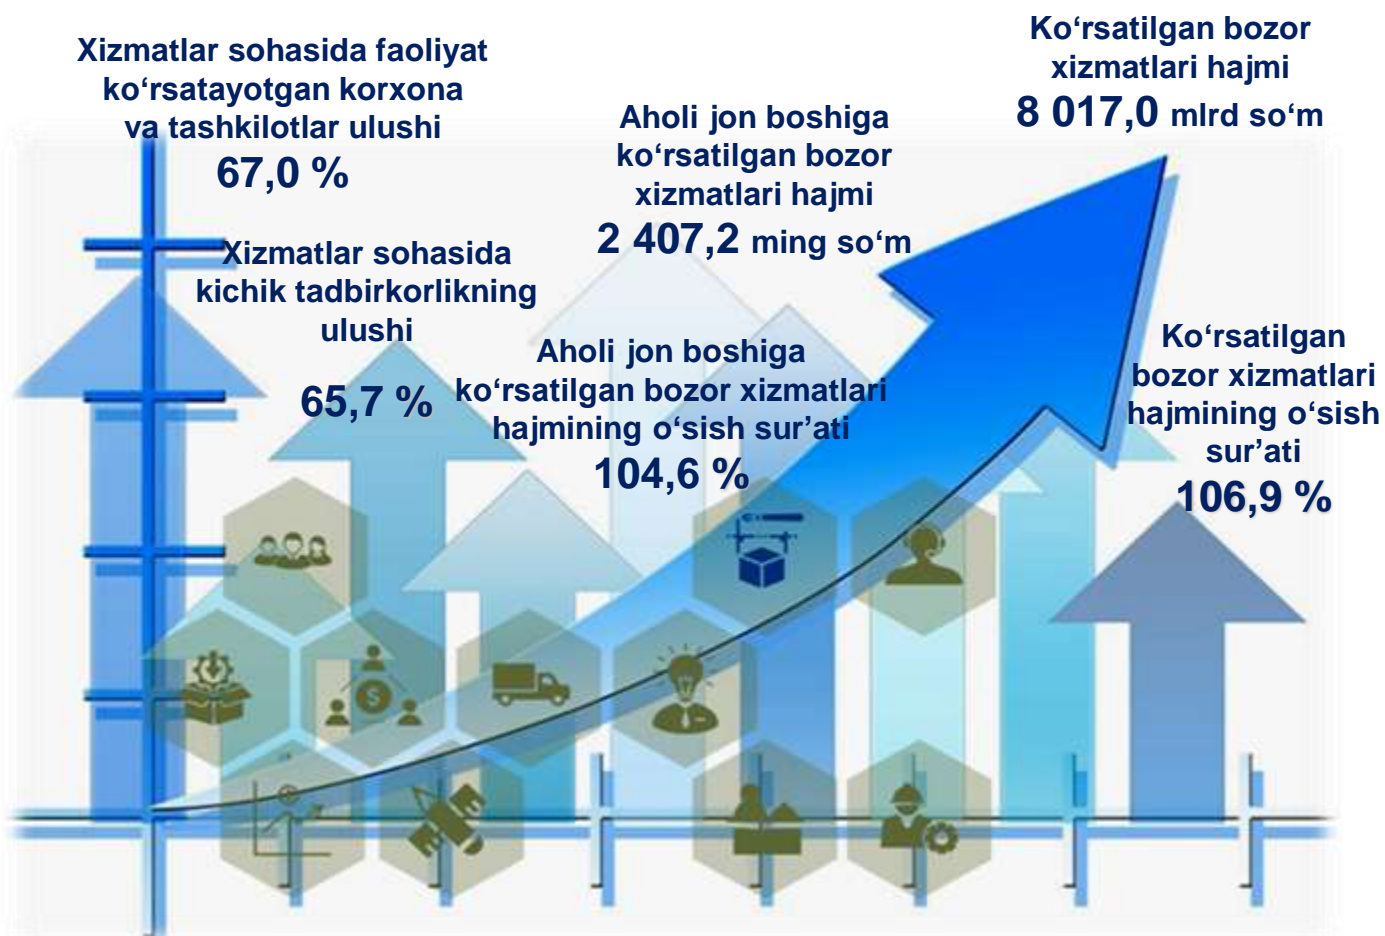 Xizmatlar sohasida faoliyat
ko‘rsatayotgan korxona
va tashkilotlar ulushi
67,0 %
Xizmatlar sohasida
kichik tadbirkorlikning
ulushi
65,7 %
Aholi jon boshiga
ko‘rsatilgan bozor
xizmatlari hajmi
2 407,2 ming so‘m
Aholi jon boshiga
ko‘rsatilgan bozor xizmatlari
hajmining o‘sish sur’ati
104,6 %
Ko‘rsatilgan bozor
xizmatlari hajmi
8 017,0 mlrd so‘m
Ko‘rsatilgan
bozor xizmatlari
hajmining o‘sish
sur’ati
106,9 %